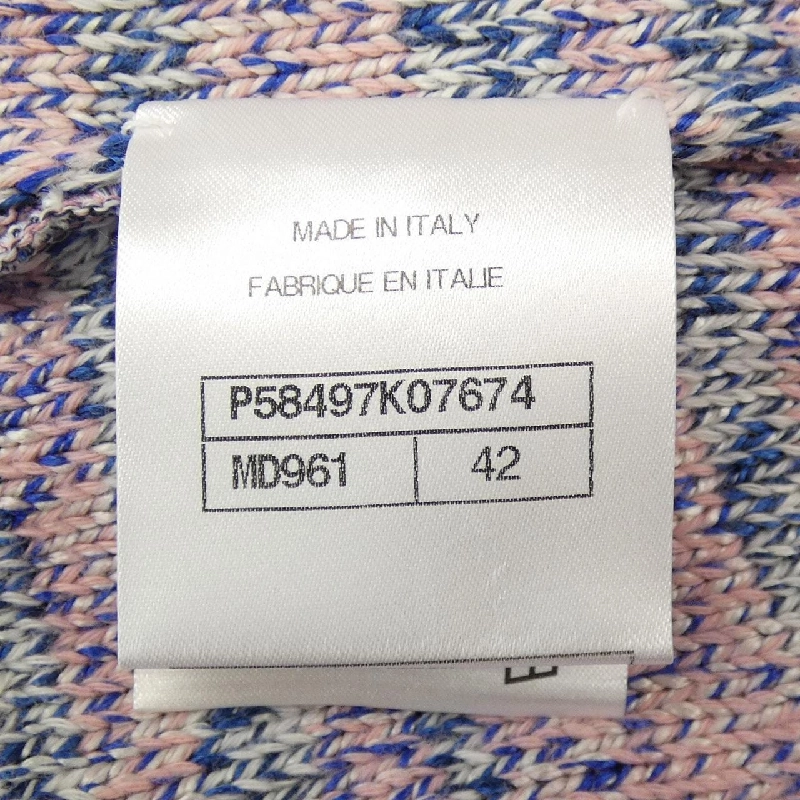 MADE IN ITALY
FABRIQUE EN ITALIE
P58497K07674
MD961 42
E